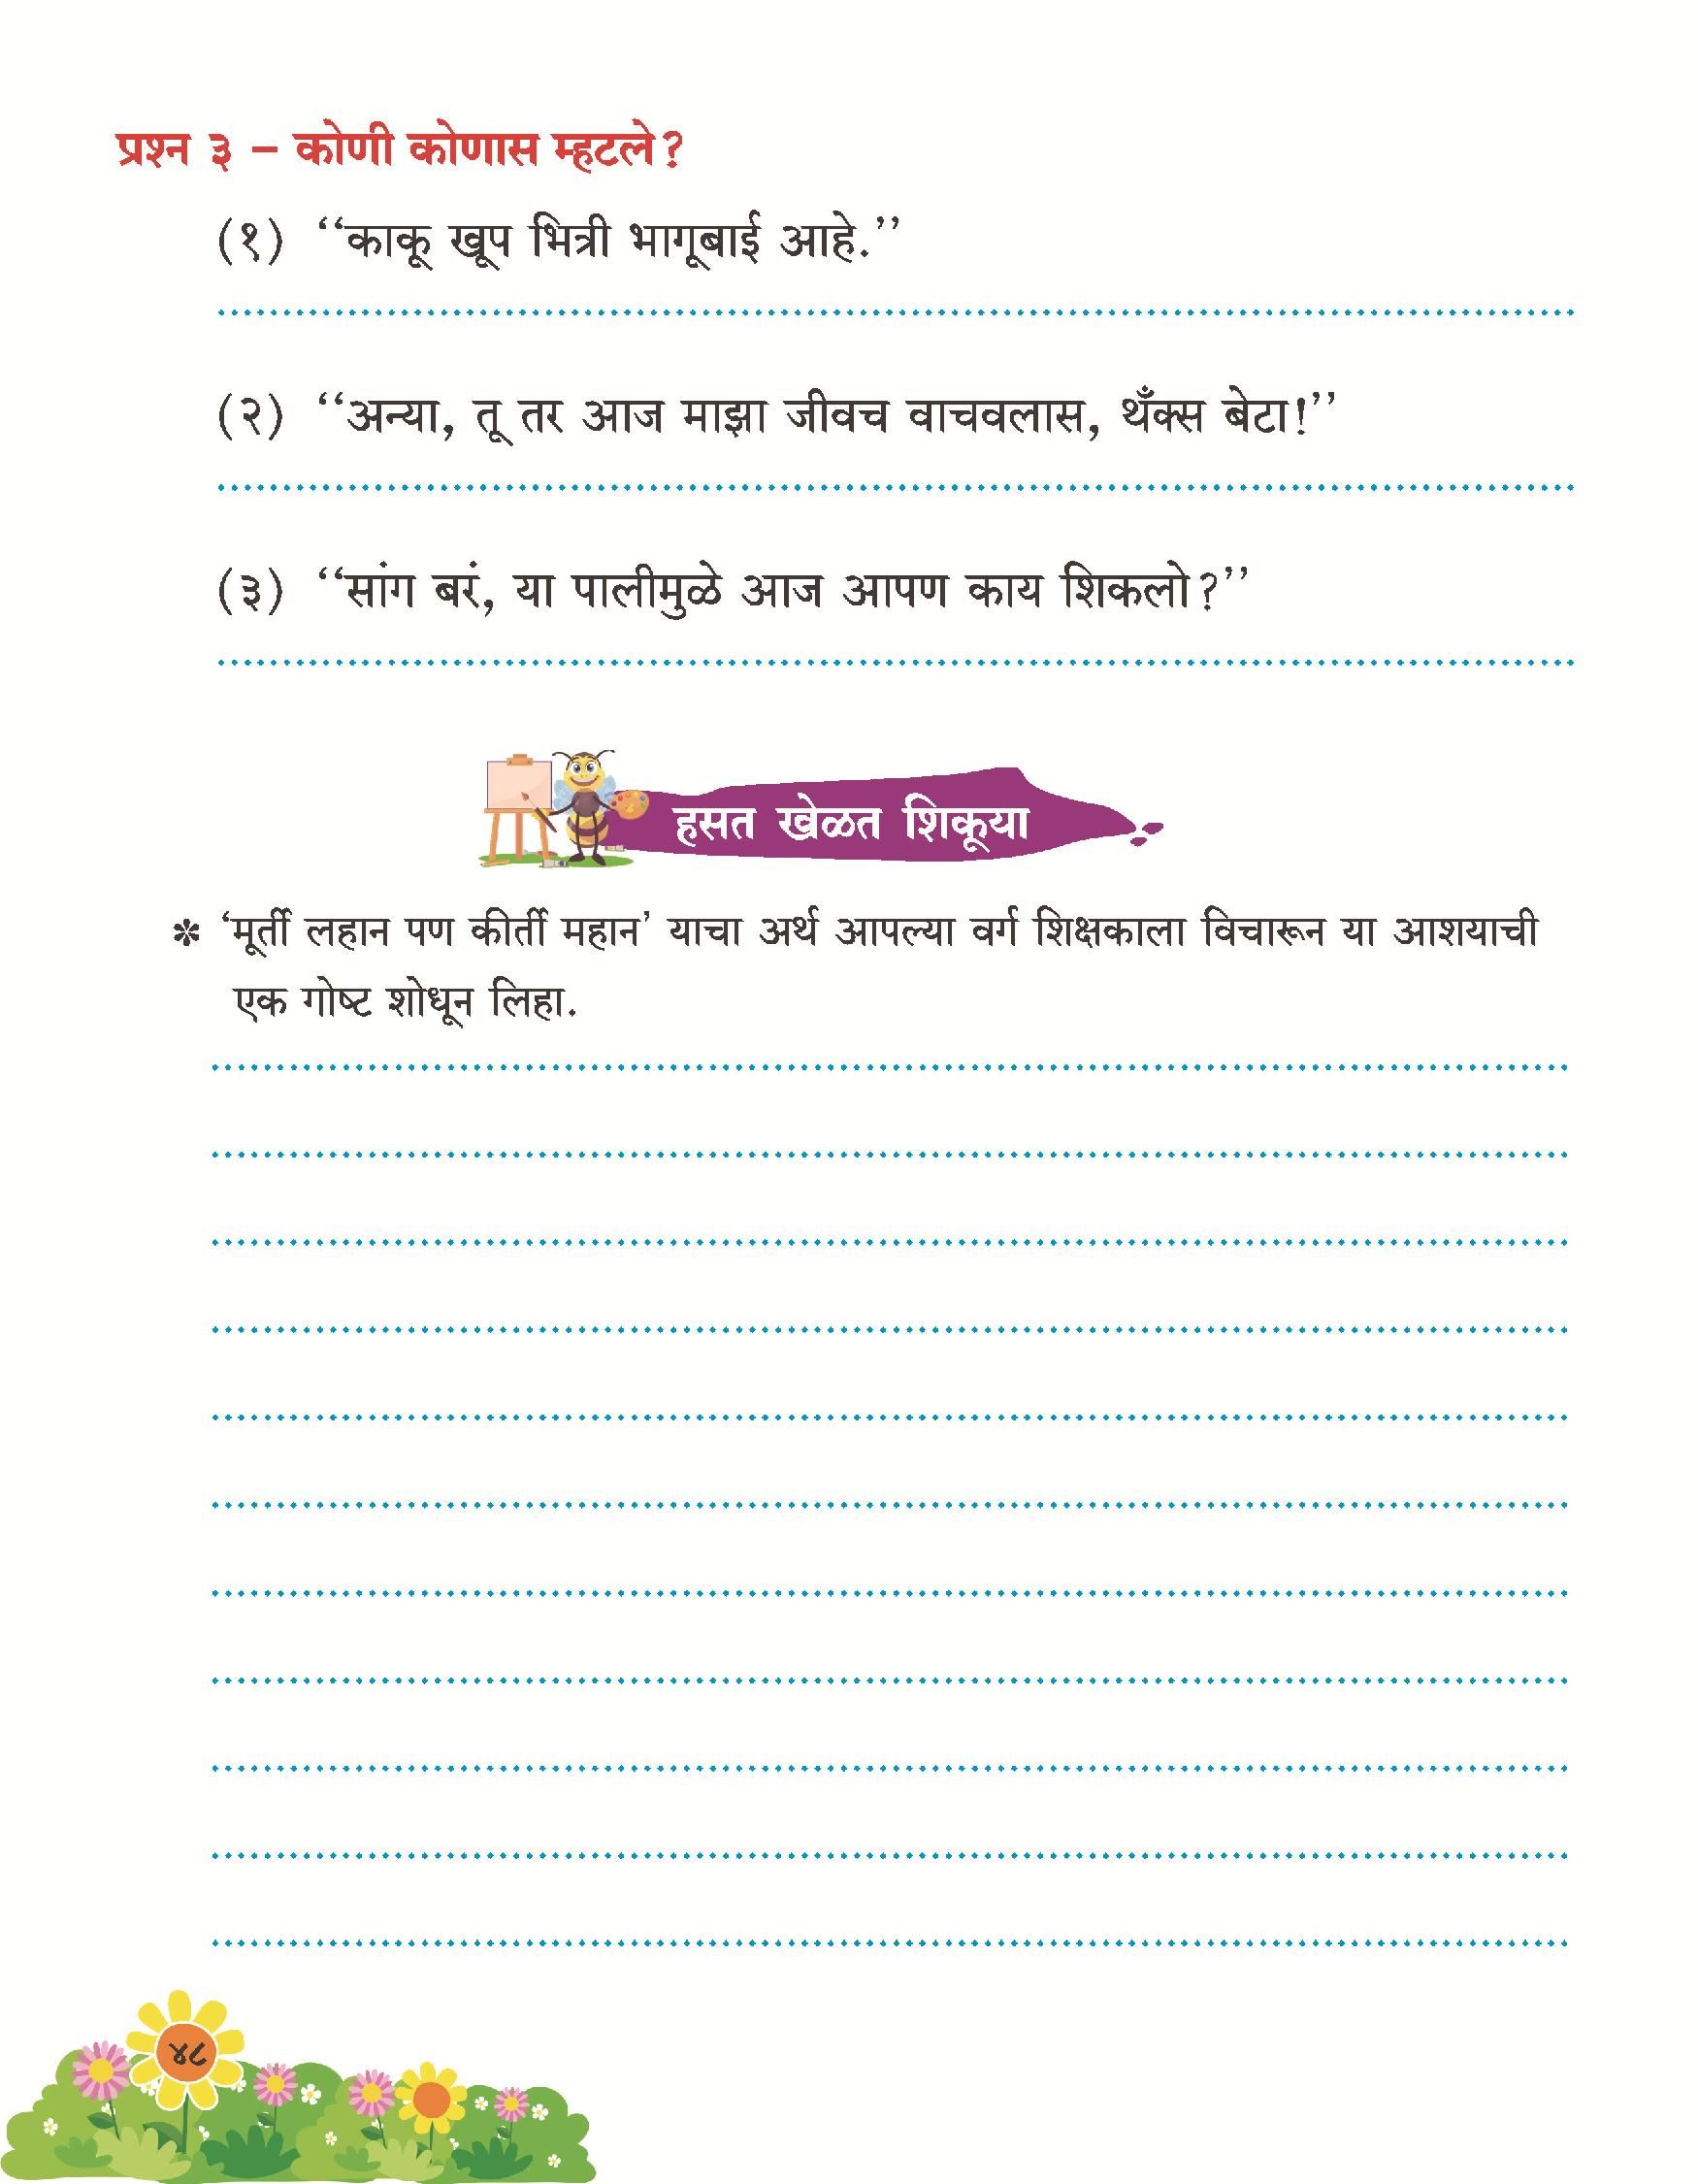 प्रश्न ३ – कोणी कोणास म्हटले?
(१) ‘‘काकू खूप भित्री भागूबाई आहे.’’
(२) ‘‘अन्या, तू तर आज माझा जीवच वाचवलास, थँक्स बेटा!’’
(३) ‘‘सांग बरं, या पालीमुळे आज आपण काय शिकलो?’’
हसत खेळत शिकूया
✽ ‘मूर्ती लहान पण कीर्ती महान’ याचा अर्थ आपल्या वर्ग शिक्षकाला विचारून या आशयाची
एक गोष्ट शोधून लिहा.
४८